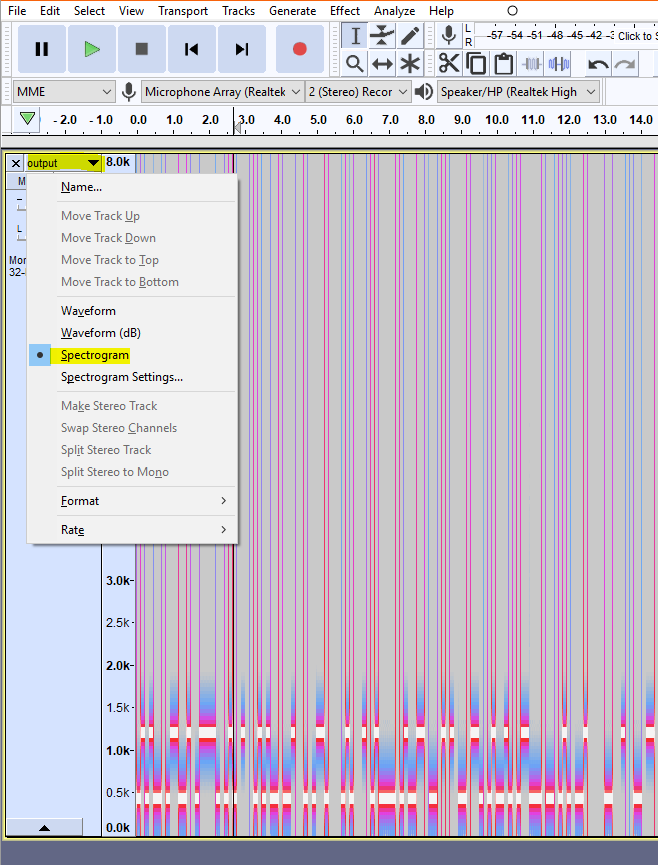 File Edit Select View Transport Tracks Generate Effect Analyze Help
L
R
-57 -54 -51 -48 -45 -42 -3 Click to S
MME Microphone Array (Realtek 2 (Stereo) Recor Speaker/HP (Realtek High
- 2.0 - 1.0 0.0 1.0 2.0 3.0 4.0 5.0 6.0 7.0 8.0 9.0 10.0 11.0 12.0 13.0 14.0
output 8.0k
M
L
Mon
32-
Name...
Move Track Up
Move Track Down
Move Track to Top
Move Track to Bottom
Waveform
Waveform (dB)
Spectrogram
Spectrogram Settings...
Make Stereo Track
Swap Stereo Channels
Split Stereo Track
Split Stereo to Mono
Format
Rate
3.0k
2.5k
2.0k
1.5k
1.0k
0.5k
0.0k